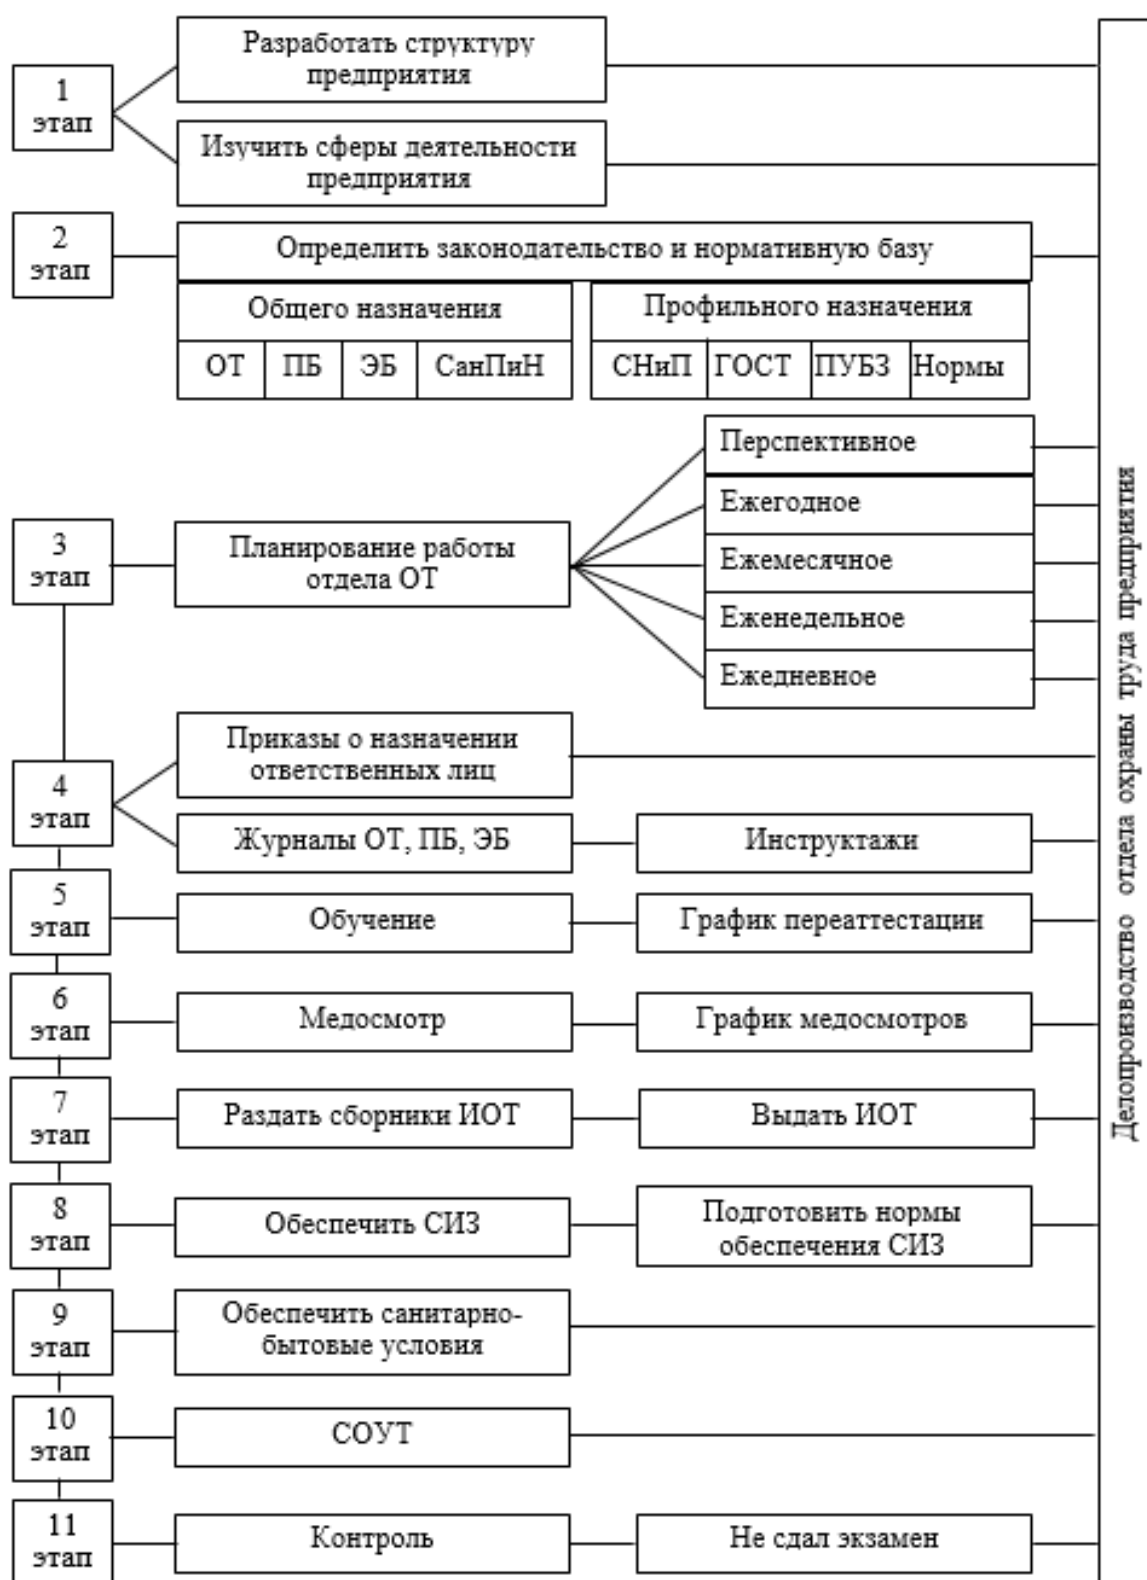 Разработать структуру
предприятия
1
этап
Изучить сферы деятельности
предприятия
2
этап
Определить законодательство и нормативную базу
Общего назначения
Профильного назначения
ОТ ПБ ЭБ СанПиН
СНиП ГОСТ ПУБЗ Нормы
3
этап
Планирование работы
отдела ОТ
Перспективное
Ежегодное
Ежемесячное
Еженедельное
Ежедневное
4
этап
Приказы о назначении
ответственных лиц
Журналы ОТ, ПБ, ЭБ
Инструктажи
5
этап
Обучение
График переаттестации
6
этап
Медосмотр
График медосмотров
7
этап
Раздать сборники ИОТ
Выдать ИОТ
8
этап
Обеспечить СИЗ
Подготовить нормы
обеспечения СИЗ
9
этап
Обеспечить санитарно-
бытовые условия
10
этап
СОУТ
11
этап
Контроль
Не сдал экзамен
Делопроизводство отдела охраны труда предприятия